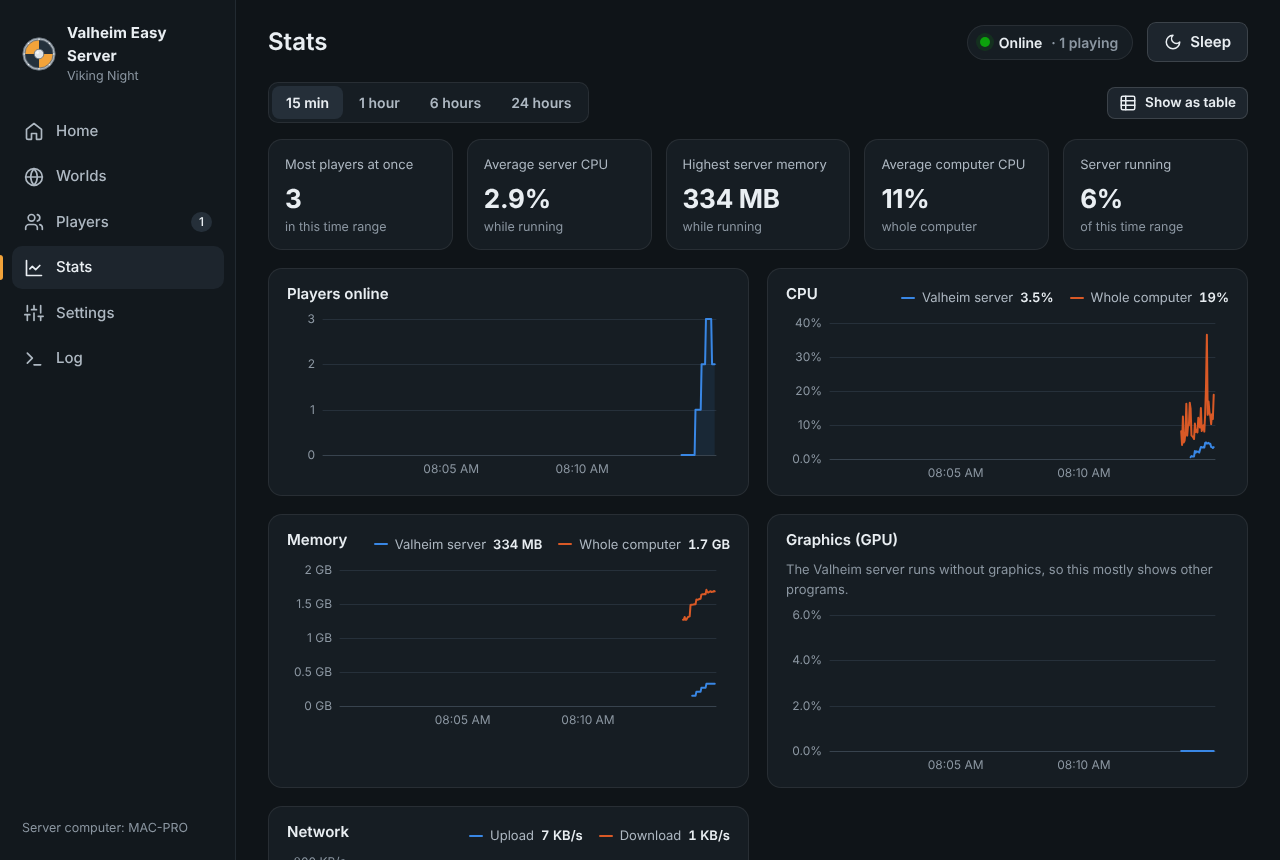 Valheim Easy
Server
Viking Night
Home
Worlds
Players 1
Stats
Settings
Log
Server computer: MAC-PRO
Stats
Online · 1 playing
Sleep
15 min 1 hour 6 hours 24 hours
Show as table
Most players at once
3
in this time range
Average server CPU
2.9%
while running
Highest server memory
334 MB
while running
Average computer CPU
11%
whole computer
Server running
6%
of this time range
Players online
3
2
1
0
08:05 AM 08:10 AM
CPU
Valheim server 3.5% Whole computer 19%
40%
30%
20%
10%
0.0%
08:05 AM 08:10 AM
Memory
Valheim server 334 MB Whole computer 1.7 GB
2 GB
1.5 GB
1 GB
0.5 GB
0 GB
08:05 AM 08:10 AM
Graphics (GPU)
The Valheim server runs without graphics, so this mostly shows other
programs.
6.0%
4.0%
2.0%
0.0%
08:05 AM 08:10 AM
Network
Upload 7 KB/s Download 1 KB/s